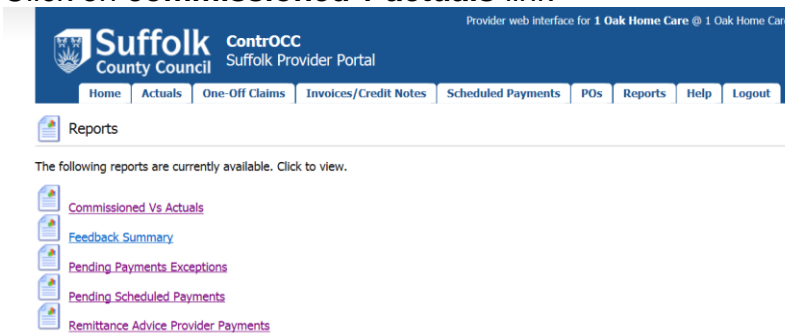 Provider web interface for 1 Oak Home Care @ 1 Oak Home Care
Suffolk
County Council
ControCC
Suffolk Provider Portal
Home Actuals One-Off Claims Invoices/Credit Notes Scheduled Payments POs Reports Help Logout
Reports
The following reports are currently available. Click to view.
Commissioned Vs Actuals
Feedback Summary
Pending Payments Exceptions
Pending Scheduled Payments
Remittance Advice Provider Payments